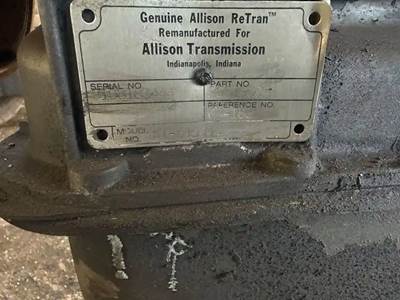 Genuine Allison ReTran™
Remanufactured For
Allison Transmission
Indianapolis, Indiana
SERIAL NO. PART NO.
REFERENCE NO.
MODEL
NO.